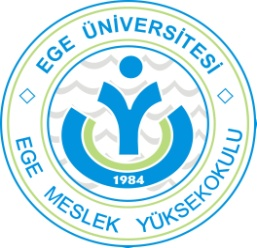 EGE ÜNİVERSİTESİ
1984
EGE MESLEK YÜKSEKOKULU